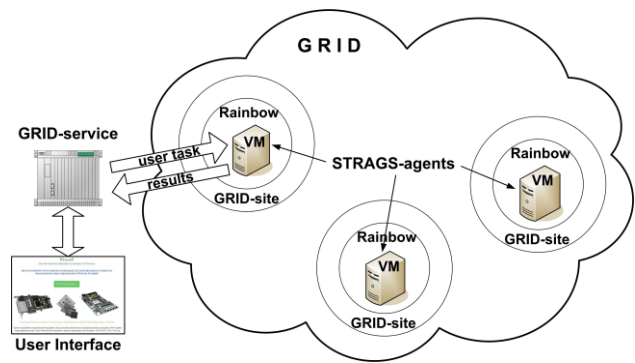 GRID
Rainbow
VM
GRID-site
GRID-service
user task
results
STRAGS-agents
Rainbow
VM
GRID-site
Rainbow
VM
GRID-site
User Interface